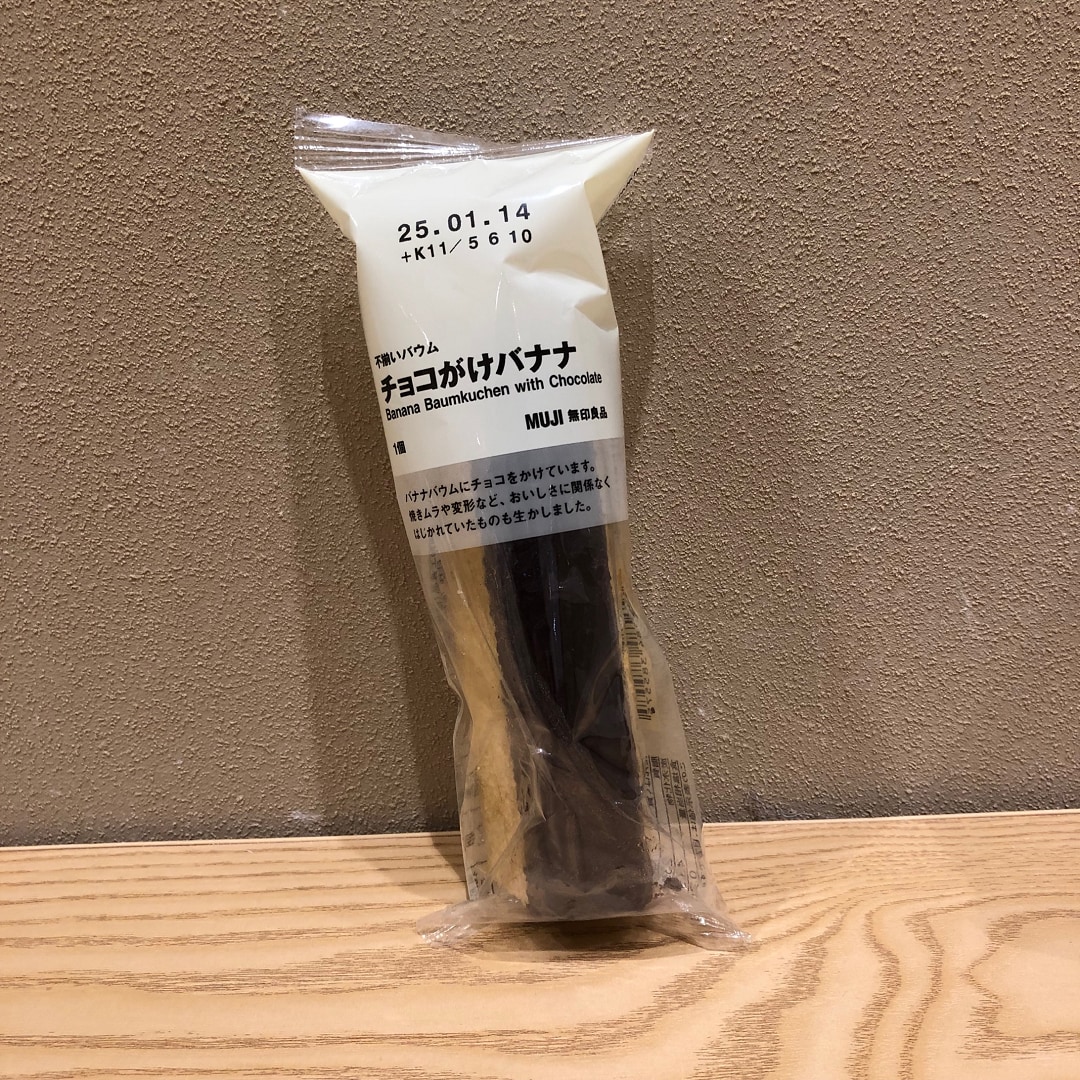 25.01.14
+K11/ 5 6 10
不揃いバウム
チョコがけバナナ
Banana Baumkuchen with Chocolate
MUJI 無印良品
1個
バナナバウムにチョコをかけています。
焼きムラや変形など、おいしさに関係なく
はじかれていたものも生かしました。